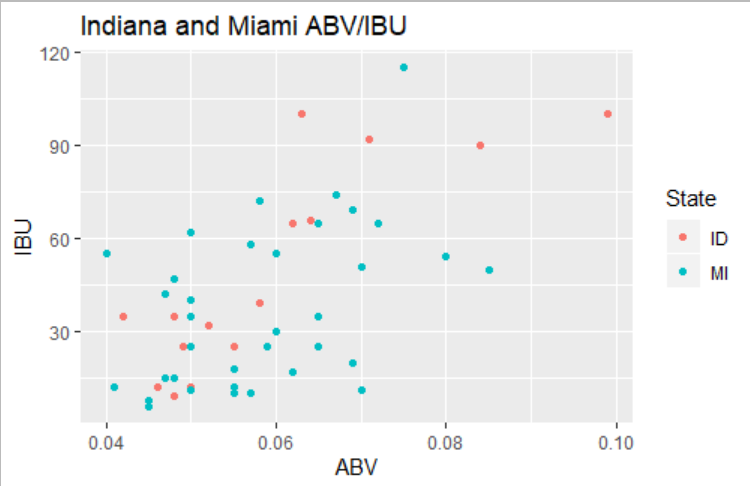 Indiana and Miami ABV/IBU
120
90
60
30
IBU
0.04 0.06 0.08 0.10
ABV
State
ID
MI